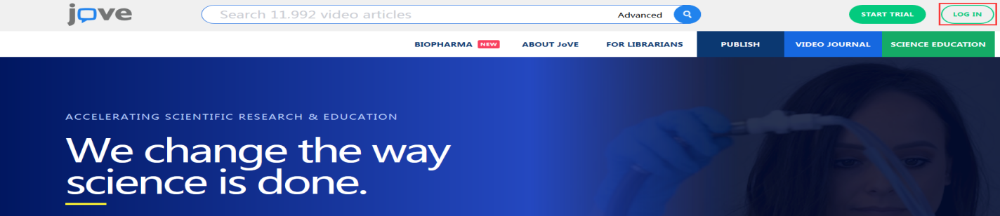 jove
Search 11.992 video articles Advanced START TRIAL LOG IN
BIOPHARMA NEW ABOUT JoVE FOR LIBRARIANS PUBLISH VIDEO JOURNAL SCIENCE EDUCATION
ACCELERATING SCIENTIFIC RESEARCH & EDUCATION
We change the way
science is done.